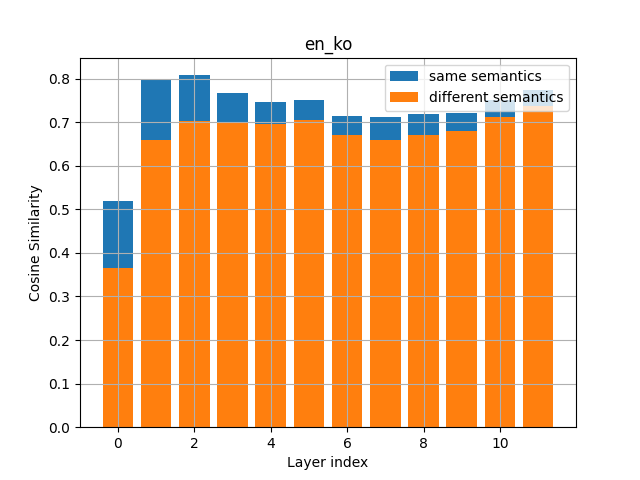 en_ko
same semantics
different semantics
0.8
0.7
0.6
0.5
0.4
0.3
0.2
0.1
0.0
Cosine Similarity
0 2 4 6 8 10
Layer index